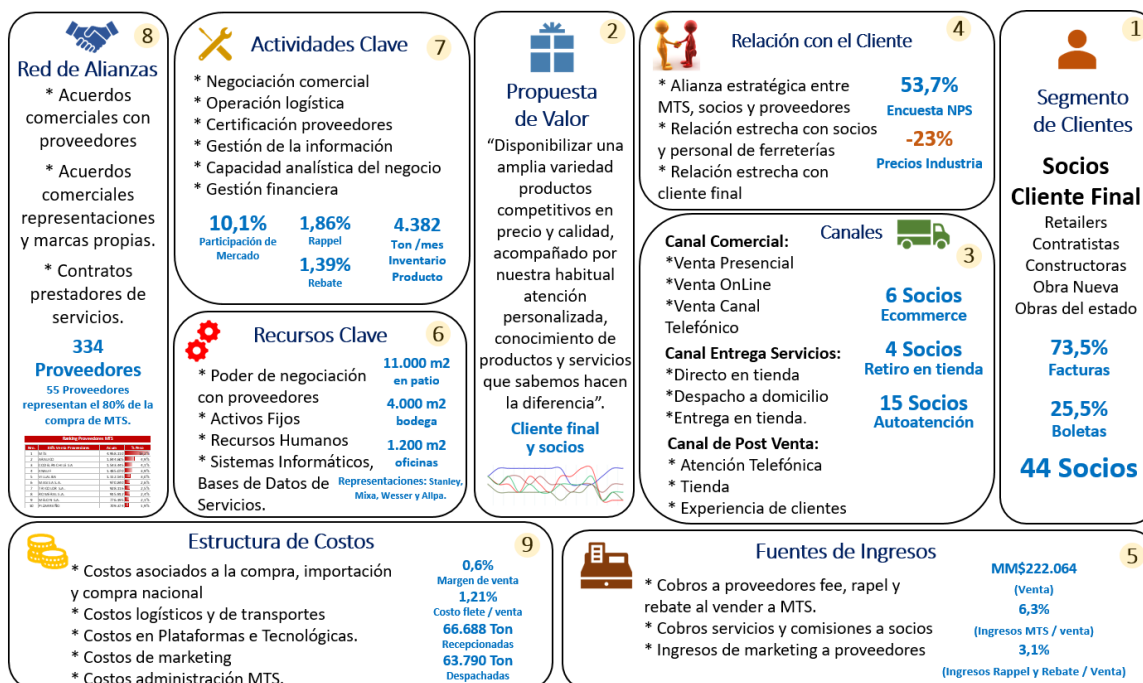 8
Red de Alianzas
* Acuerdos
comerciales con
proveedores
* Acuerdos
comerciales
representaciones
y marcas propias.
* Contratos
prestadores de
servicios.
334
Proveedores
55 Proveedores
representan el 80% de la
compra de MTS.
Ranking Proveedores MTS
Actividades Clave
7
* Negociación comercial
* Operación logística
* Certificación proveedores
* Gestión de la información
* Capacidad analística del negocio
* Gestión financiera
10,1%
Participación de
Mercado
1,86%
Rappel
1,39%
Rebate
4.382
Ton /mes
Inventario
Producto
Recursos Clave
6
* Poder de negociación
con proveedores
* Activos Fijos
* Recursos Humanos
* Sistemas Informáticos,
Bases de Datos de
Servicios.
11.000 m2
en patio
4.000 m2
bodega
1.200 m2
oficinas
Representaciones: Stanley,
Mixa, Wesser y Allpa.
2
Propuesta
de Valor
“Disponibilizar una
amplia variedad
productos
competitivos en
precio y calidad,
acompañado por
nuestra habitual
atención
personalizada,
conocimiento de
productos y servicios
que sabemos hacen
la diferencia”.
Cliente final
y socios
Relación con el Cliente
4
* Alianza estratégica entre
MTS, socios y proveedores
* Relación estrecha con socios
y personal de ferreterías
* Relación estrecha con
cliente final
53,7%
Encuesta NPS
-23%
Precios Industria
Canales
3
Canal Comercial:
*Venta Presencial
*Venta OnLine
*Venta Canal
Telefónico
Canal Entrega Servicios:
*Directo en tienda
*Despacho a domicilio
*Entrega en tienda.
Canal de Post Venta:
* Atención Telefónica
* Tienda
* Experiencia de clientes
6 Socios
Ecommerce
4 Socios
Retiro en tienda
15 Socios
Autoatención
1
Segmento
de Clientes
Socios
Cliente Final
Retailers
Contratistas
Constructoras
Obra Nueva
Obras del estado
73,5%
Facturas
25,5%
Boletas
44 Socios
Estructura de Costos
9
* Costos asociados a la compra, importación
y compra nacional
* Costos logísticos y de transportes
* Costos en Plataformas e Tecnológicas.
* Costos de marketing
* Costos administración MTS.
0,6%
Margen de venta
1,21%
Costo flete / venta
66.688 Ton
Recepcionadas
63.790 Ton
Despachadas
Fuentes de Ingresos
5
* Cobros a proveedores fee, rapel y
rebate al vender a MTS.
* Cobros servicios y comisiones a socios
* Ingresos de marketing a proveedores
MM$222.064
(Venta)
6,3%
(Ingresos MTS / venta)
3,1%
(Ingresos Rappel y Rebate / Venta)